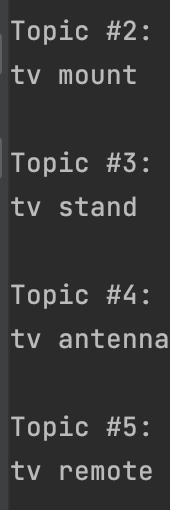 Topic #2:
tv mount
Topic #3:
tv stand
Topic #4:
tv antenna
Topic #5:
tv remote